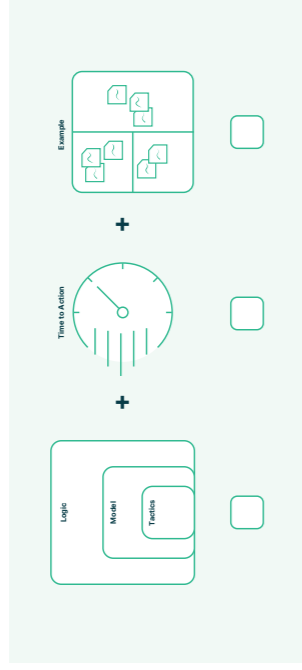 Logic
Model
Tactics
+
Time to Action
+
Example